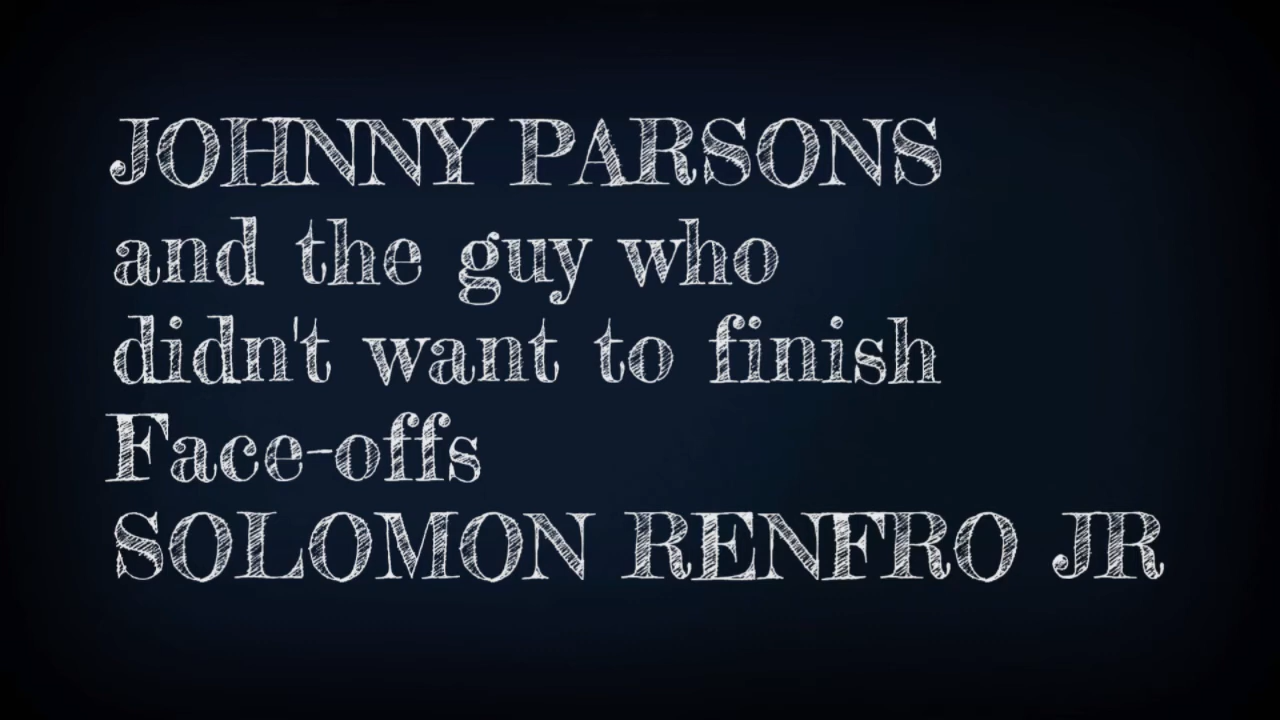 JOHNNY PARSONS
and the guy who
didn't want to finish
Face-offs
SOLOMON RENFRO JR